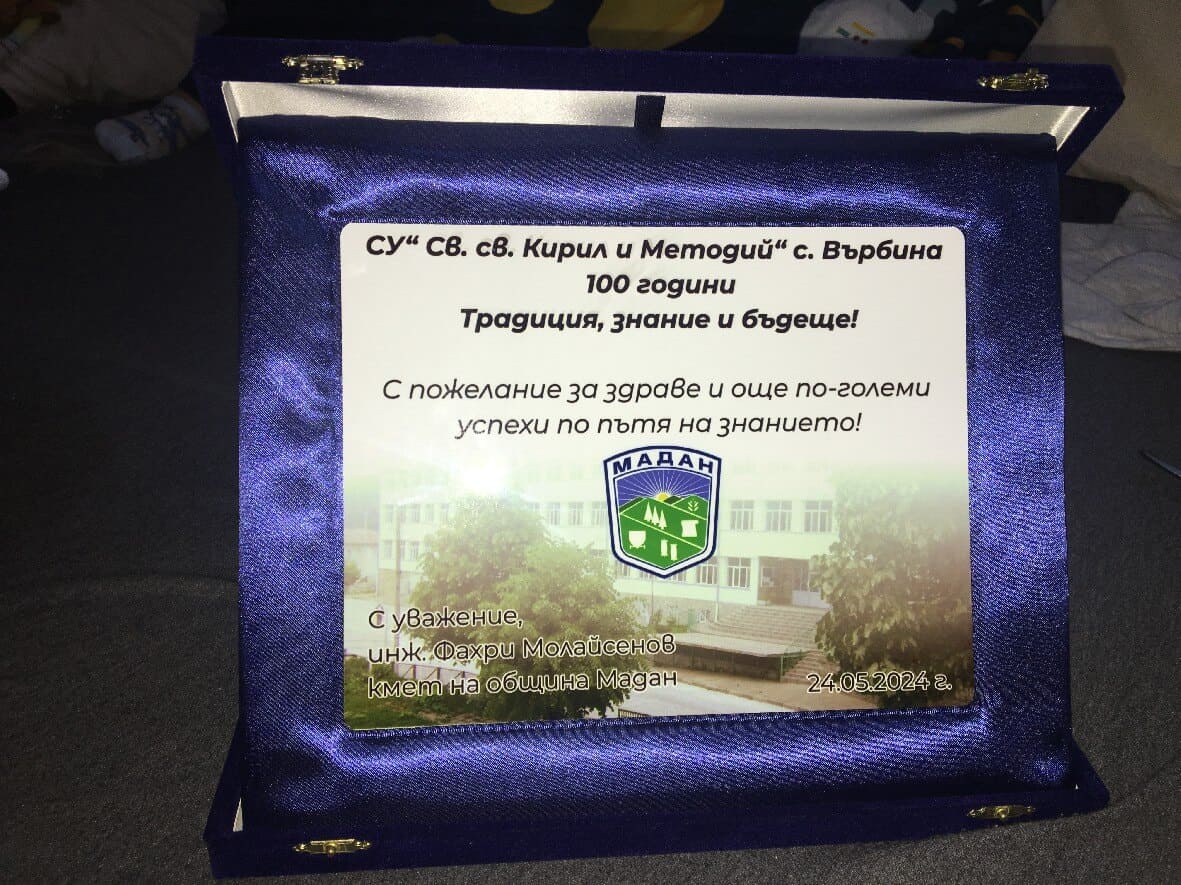 СУ“ Св. св. Кирил и Методий“ с. Върбина
100 години
Традиция, знание и бъдеще!
С пожелание за здраве и още по-големи
успехи по пътя на знанието!
МАДАН
С уважение,
инж. Фахри Молайсенов
кмет на община Мадан
24.05.2024 г.